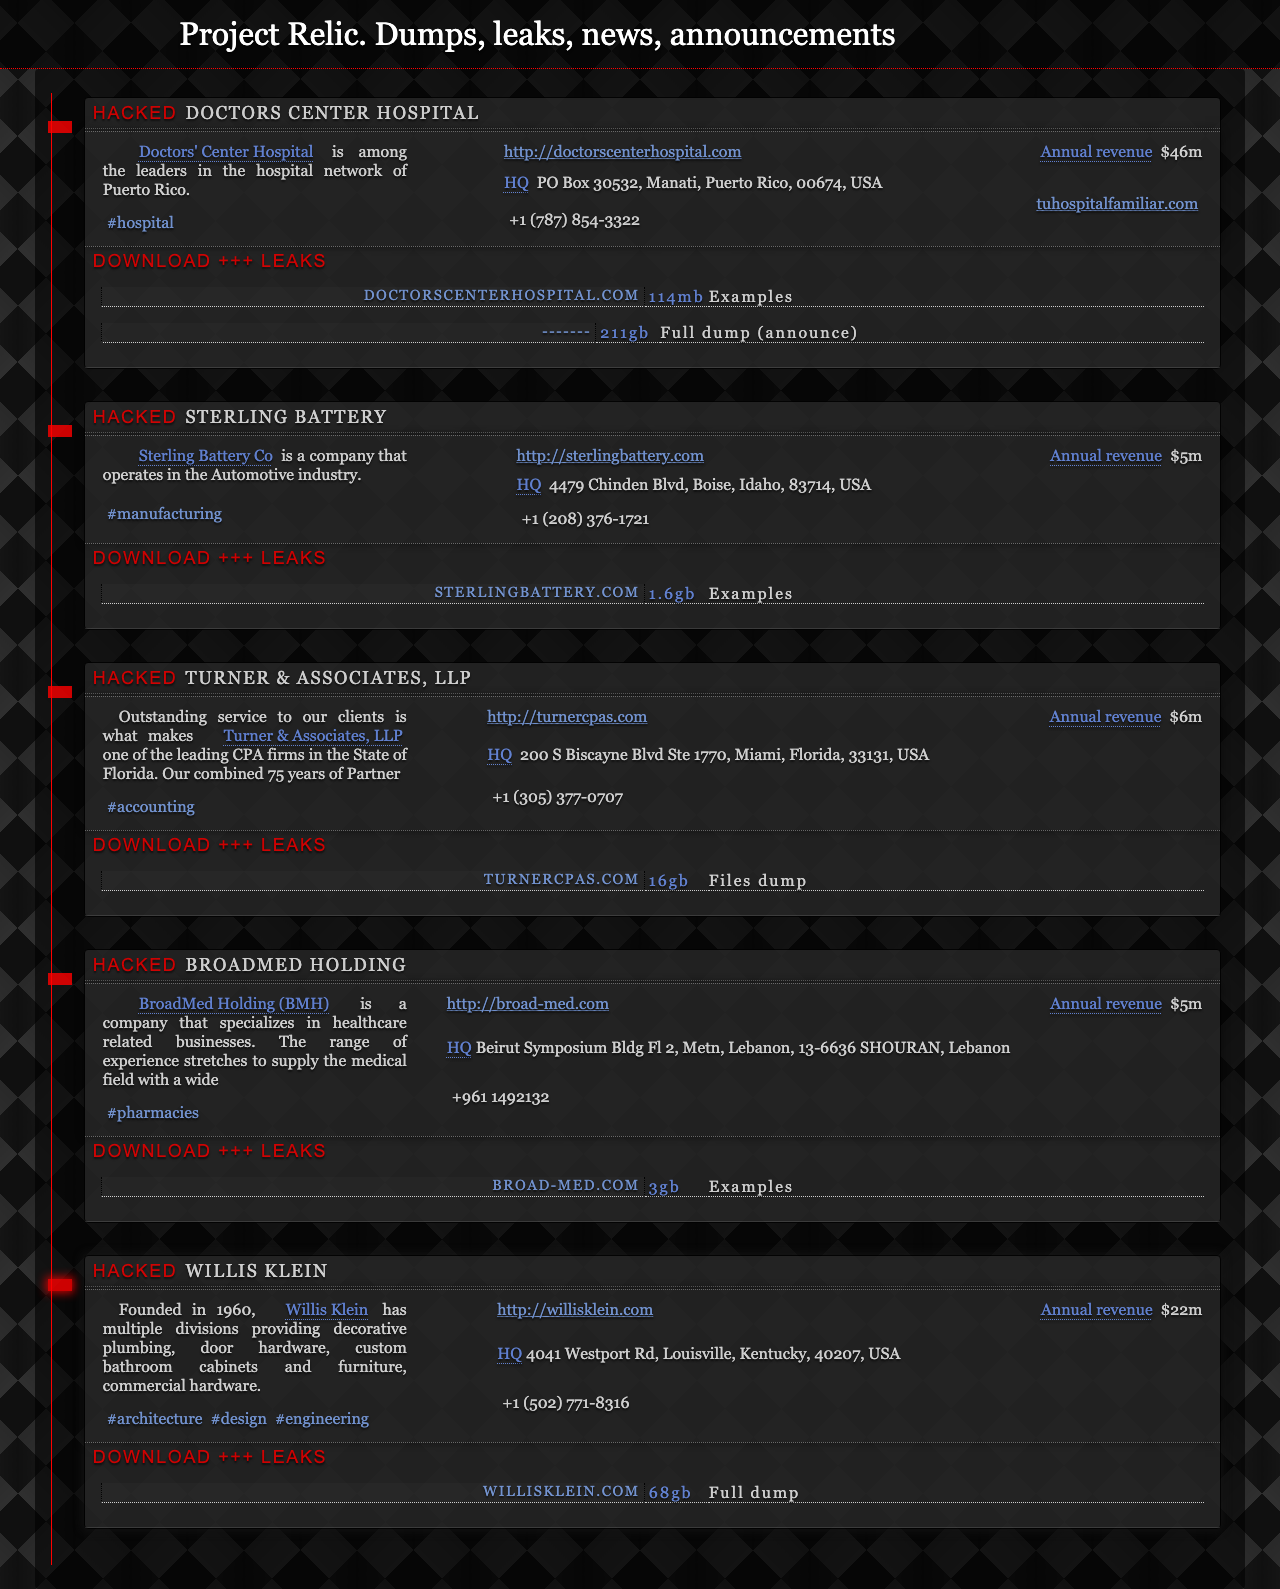 Project Relic. Dumps, leaks, news, announcements
HACKED DOCTORS CENTER HOSPITAL
Doctors' Center Hospital is among
the leaders in the hospital network of
Puerto Rico.
#hospital
http://doctorscenterhospital.com
HQ PO Box 30532, Manati, Puerto Rico, 00674, USA
+1 (787) 854-3322
Annual revenue $46m
tuhospitalfamiliar.com
DOWNLOAD +++ LEAKS
DOCTORSCENTERHOSPITAL.COM 114mb Examples
------- 211gb Full dump (announce)
HACKED STERLING BATTERY
Sterling Battery Co is a company that
operates in the Automotive industry.
#manufacturing
http://sterlingbattery.com
HQ 4479 Chinden Blvd, Boise, Idaho, 83714, USA
+1 (208) 376-1721
Annual revenue $5m
DOWNLOAD +++ LEAKS
STERLINGBATTERY.COM 1.6gb Examples
HACKED TURNER & ASSOCIATES, LLP
Outstanding service to our clients is
what makes Turner & Associates, LLP
one of the leading CPA firms in the State of
Florida. Our combined 75 years of Partner
#accounting
http://turnercpas.com
HQ 200 S Biscayne Blvd Ste 1770, Miami, Florida, 33131, USA
+1 (305) 377-0707
Annual revenue $6m
DOWNLOAD +++ LEAKS
TURNERCPAS.COM 16gb Files dump
HACKED BROADMED HOLDING
BroadMed Holding (BMH) is a
company that specializes in healthcare
related businesses. The range of
experience stretches to supply the medical
field with a wide
#pharmacies
http://broad-med.com
HQ Beirut Symposium Bldg Fl 2, Metn, Lebanon, 13-6636 SHOURAN, Lebanon
+961 1492132
Annual revenue $5m
DOWNLOAD +++ LEAKS
BROAD-MED.COM 3gb Examples
HACKED WILLIS KLEIN
Founded in 1960, Willis Klein has
multiple divisions providing decorative
plumbing, door hardware, custom
bathroom cabinets and furniture,
commercial hardware.
#architecture #design #engineering
http://willisklein.com
HQ 4041 Westport Rd, Louisville, Kentucky, 40207, USA
+1 (502) 771-8316
Annual revenue $22m
DOWNLOAD +++ LEAKS
WILLISKLEIN.COM 68gb Full dump